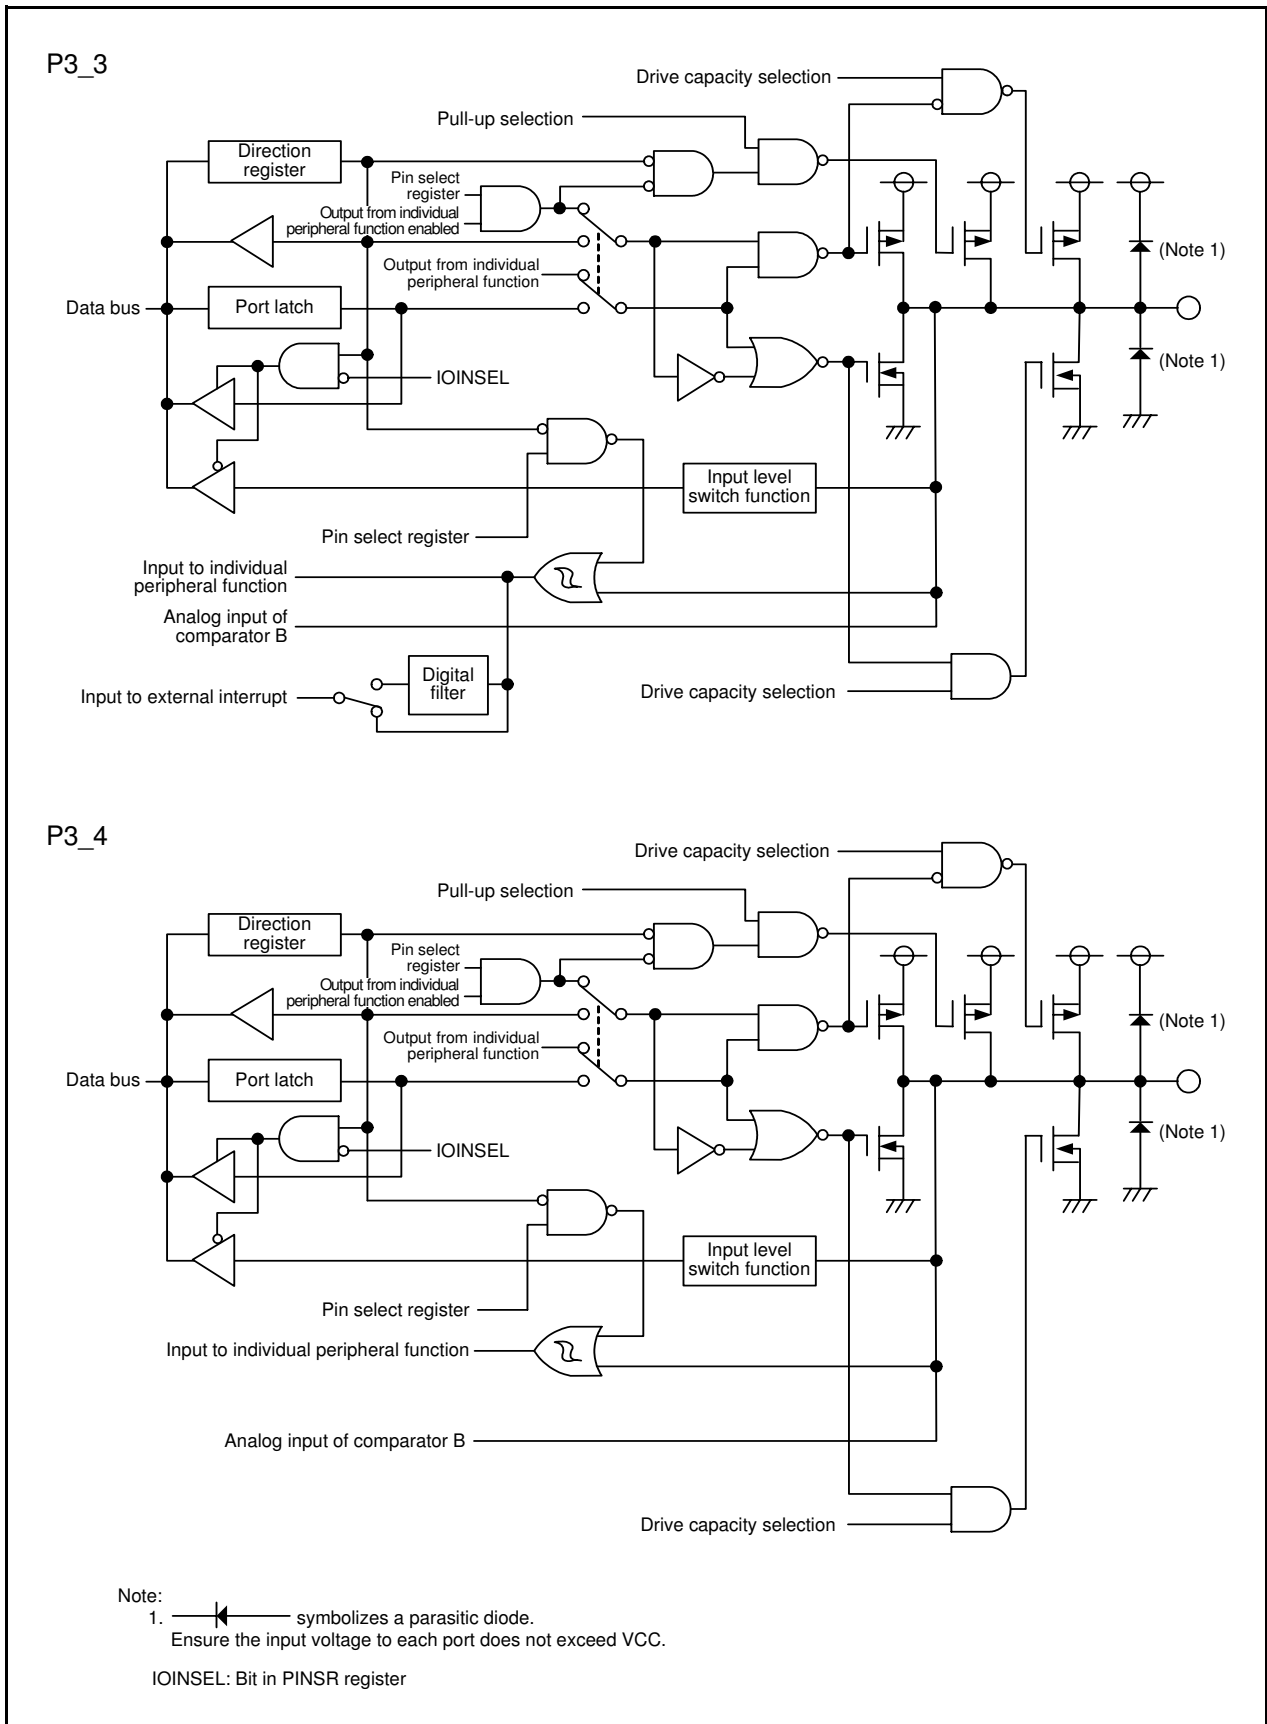 P3_3
Drive capacity selection
Pull-up selection
Direction
register
Pin select
register
Output from individual
peripheral function enabled
(Note 1)
Output from individual
peripheral function
Data bus
Port latch
(Note 1)
IOINSEL
Input level
switch function
Pin select register
Input to individual
peripheral function
Analog input of
comparator B
Digital
filter
Input to external interrupt
Drive capacity selection
P3_4
Drive capacity selection
Pull-up selection
Direction
register
Pin select
register
Output from individual
peripheral function enabled
(Note 1)
Output from individual
peripheral function
Data bus
Port latch
(Note 1)
IOINSEL
Input level
switch function
Pin select register
Input to individual peripheral function
Analog input of comparator B
Drive capacity selection
Note:
1. symbolizes a parasitic diode.
Ensure the input voltage to each port does not exceed VCC.
IOINSEL: Bit in PINSR register